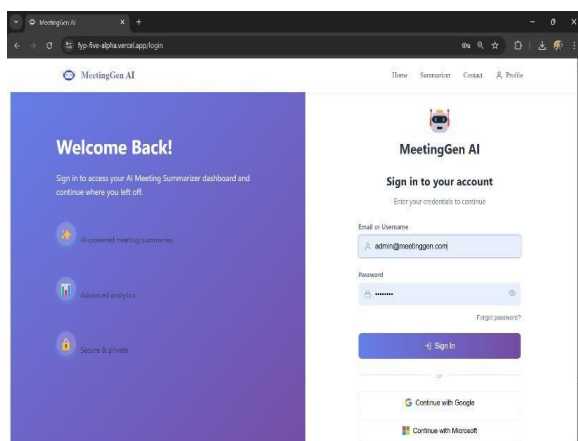 MeetingGen AI
fyp-five-alpha.vercel.app/login
MeetingGen AI
Home Summarizer Contact Profile
Welcome Back!
Sign in to access your AI Meeting Summarizer dashboard and
continue where you left off.
AI-powered meeting summaries
Advanced analytics
Secure & private
MeetingGen AI
Sign in to your account
Enter your credentials to continue
Email or Username
admin@meetinggen.com
Password
••••••••
Forgot password?
Sign In
or
Continue with Google
Continue with Microsoft